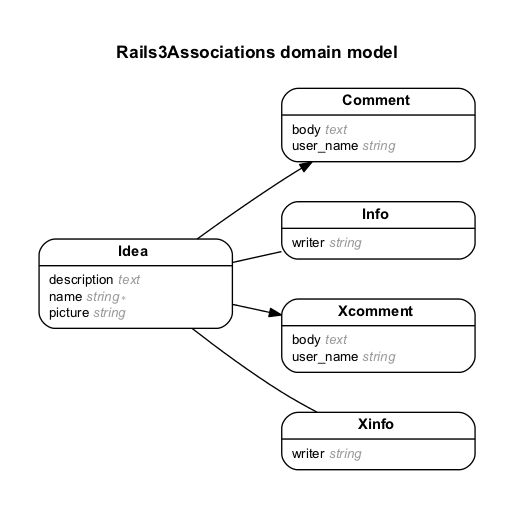 Rails3Associations domain model
Comment
body text
user_name string
Info
writer string
Idea
description text
name string *
picture string
Xcomment
body text
user_name string
Xinfo
writer string